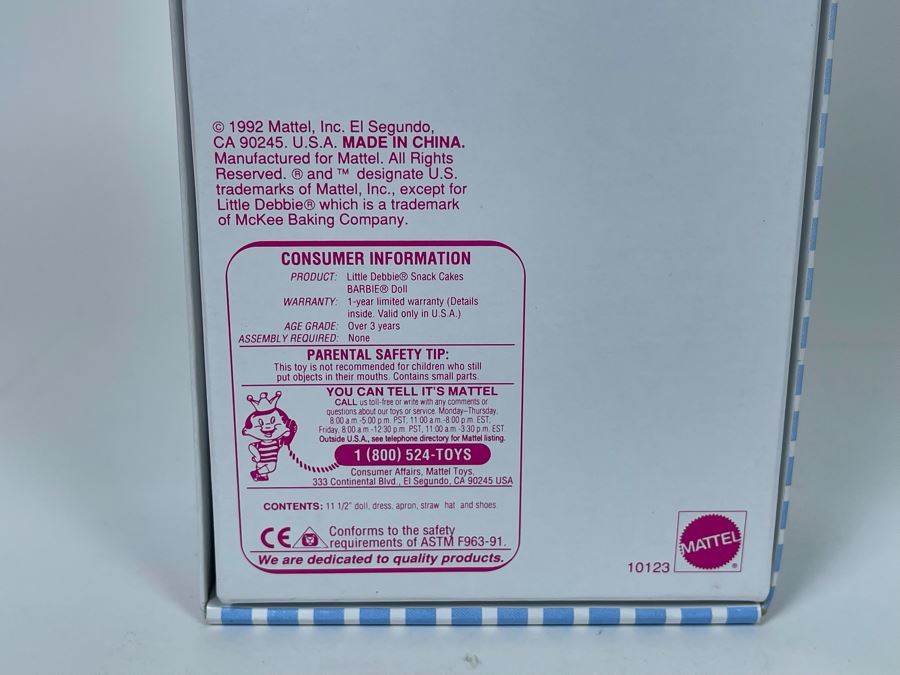 © 1992 Mattel, Inc. El Segundo,
CA 90245. U.S.A. MADE IN CHINA.
Manufactured for Mattel. All Rights
Reserved. ® and ™ designate U.S.
trademarks of Mattel, Inc., except for
Little Debbie® which is a trademark
of McKee Baking Company.
CONSUMER INFORMATION
PRODUCT: Little Debbie® Snack Cakes
BARBIE® Doll
WARRANTY: 1-year limited warranty (Details
inside. Valid only in U.S.A.)
AGE GRADE: Over 3 years
ASSEMBLY REQUIRED: None
PARENTAL SAFETY TIP:
This toy is not recommended for children who still
put objects in their mouths. Contains small parts.
YOU CAN TELL IT'S MATTEL
CALL us toll-free or write with any comments or
questions about our toys or service. Monday–Thursday,
8:00 a.m.-5:00 p.m. PST, 11:00 a.m.-8:00 p.m. EST,
Friday, 8:00 a.m.-12:30 p.m. PST, 11:00 a.m.-3:30 p.m. EST.
Outside U.S.A., see telephone directory for Mattel listing.
1 (800) 524-TOYS
Consumer Affairs, Mattel Toys,
333 Continental Blvd., El Segundo, CA 90245 USA
CONTENTS: 11 1/2" doll, dress, apron, straw hat and shoes.
CE Conforms to the safety
requirements of ASTM F963-91.
We are dedicated to quality products.
10123 MATTEL®